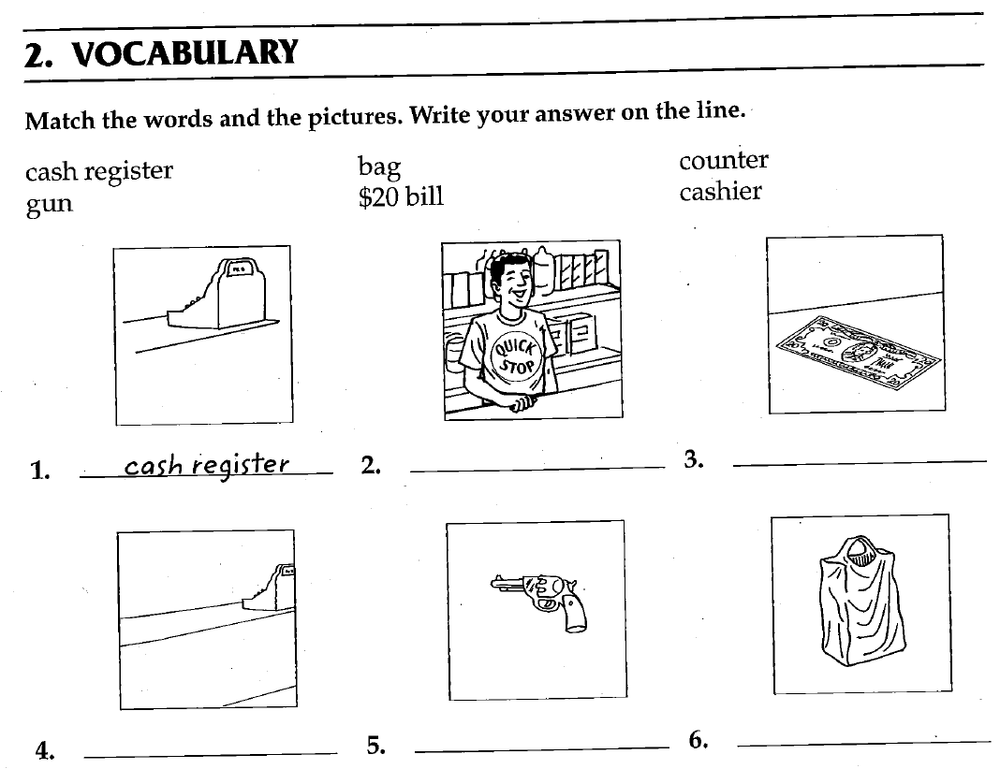 2. VOCABULARY
Match the words and the pictures. Write your answer on the line.
cash register bag counter
gun $20 bill cashier
QUICK
STOP
1. cash register 2. 3.
4. 5. 6.